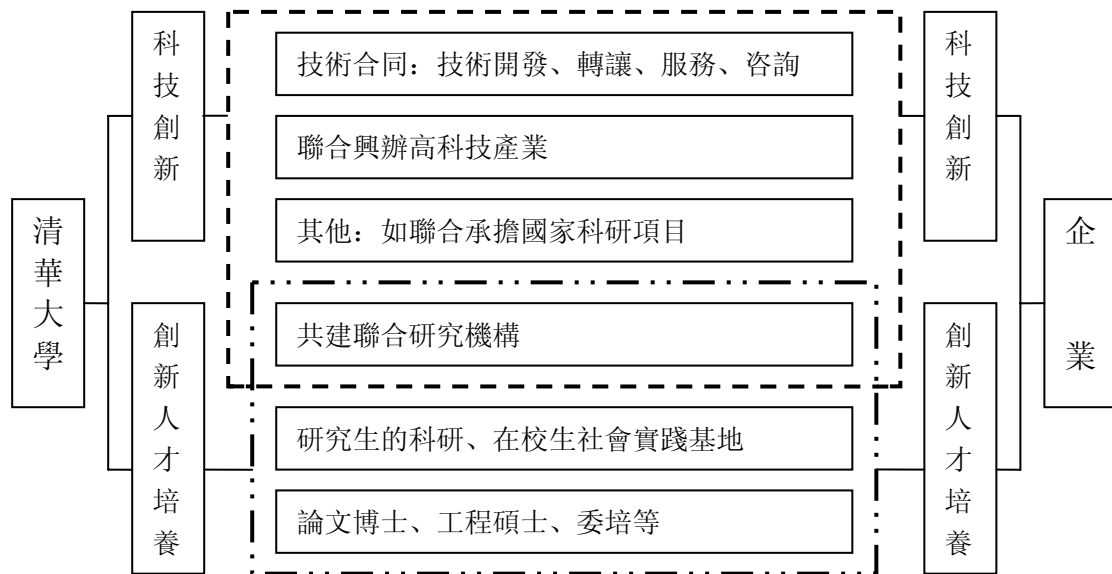 清華大學
科技創新
創新人才培養
技術合同：技術開發、轉讓、服務、咨詢
聯合興辦高科技產業
其他：如聯合承擔國家科研項目
共建聯合研究機構
研究生的科研、在校生社會實踐基地
論文博士、工程碩士、委培等
科技創新
創新人才培養
企業